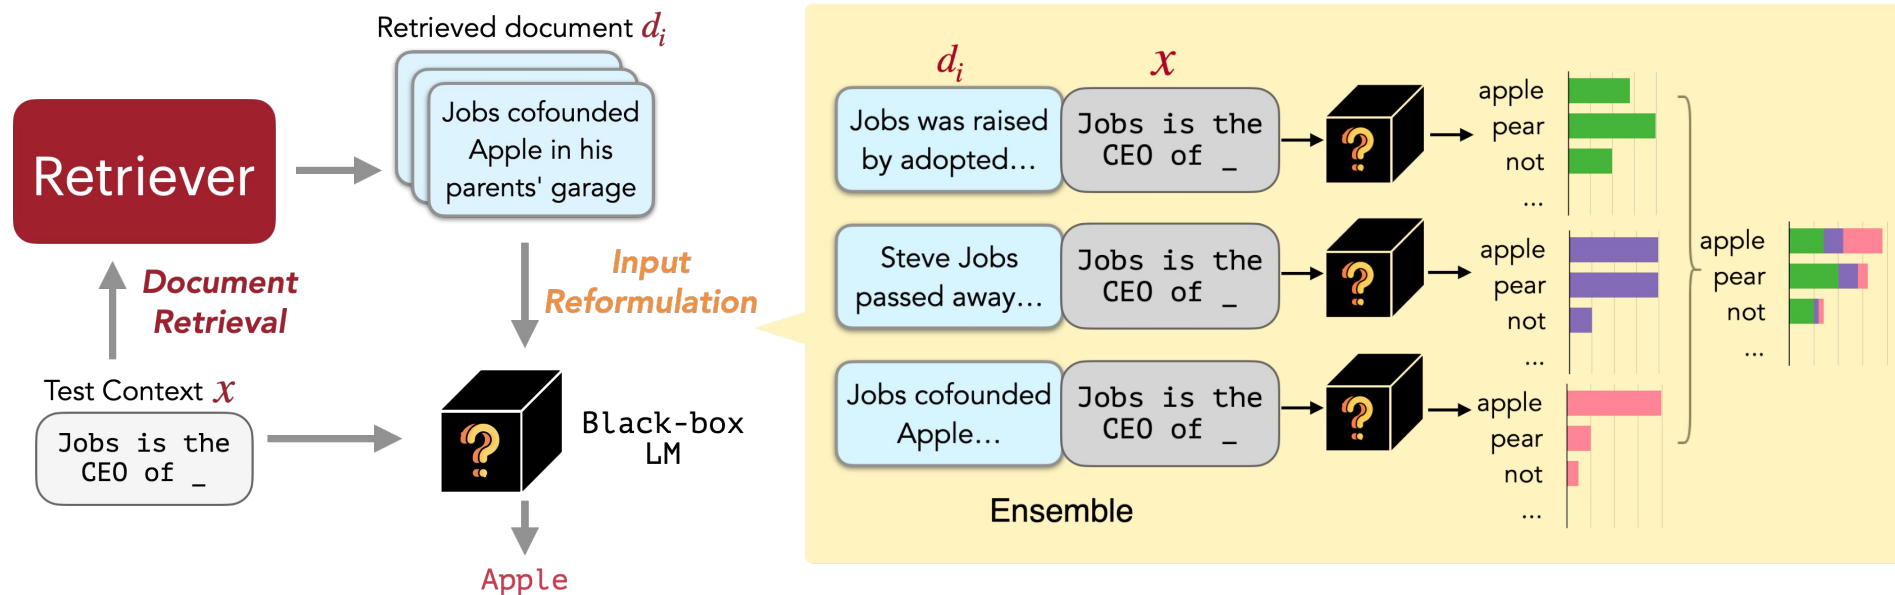 Retrieved document d_i
Jobs cofounded
Apple in his
parents' garage
Retriever
Document
Retrieval
Input
Reformulation
Test Context x
Jobs is the
CEO of _
?
Black-box
LM
Apple
d_i
x
Jobs was raised
by adopted...
Jobs is the
CEO of _
?
apple
pear
not
...
Steve Jobs
passed away...
Jobs is the
CEO of _
?
apple
pear
not
...
Jobs cofounded
Apple...
Jobs is the
CEO of _
?
apple
pear
not
...
apple
pear
not
...
Ensemble